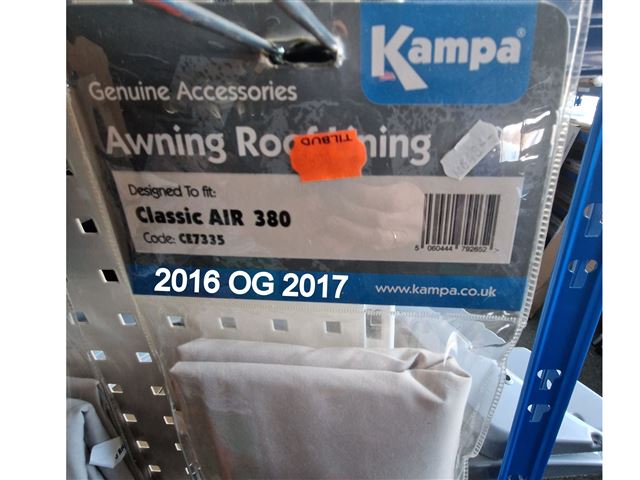 Kampa
Genuine Accessories
Awning Roof Lining
TILBUD
Designed To fit:
Classic AIR 380
Code: CE7335
5 060444 792652 >
2016 OG 2017
www.kampa.co.uk